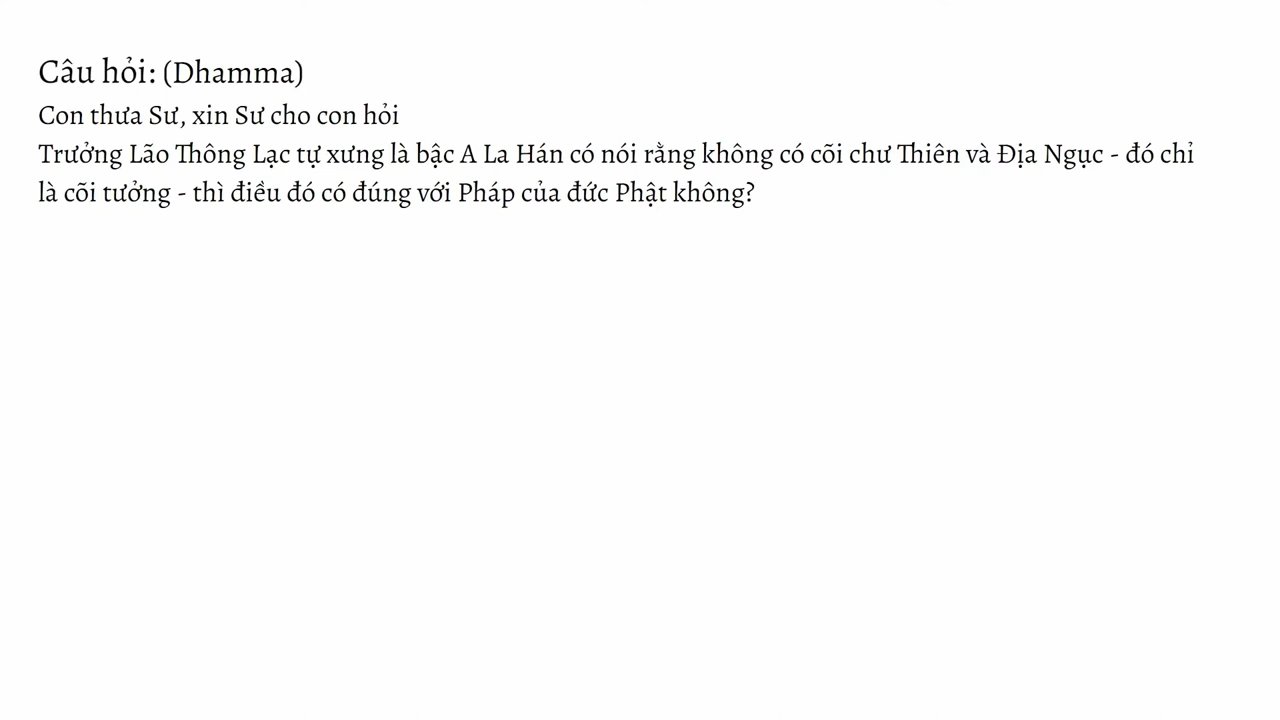 Câu hỏi: (Dhamma)
Con thưa Sư, xin Sư cho con hỏi
Trưởng Lão Thông Lạc tự xưng là bậc A La Hán có nói rằng không có cõi chư Thiên và Địa Ngục - đó chỉ
là cõi tưởng - thì điều đó có đúng với Pháp của đức Phật không?